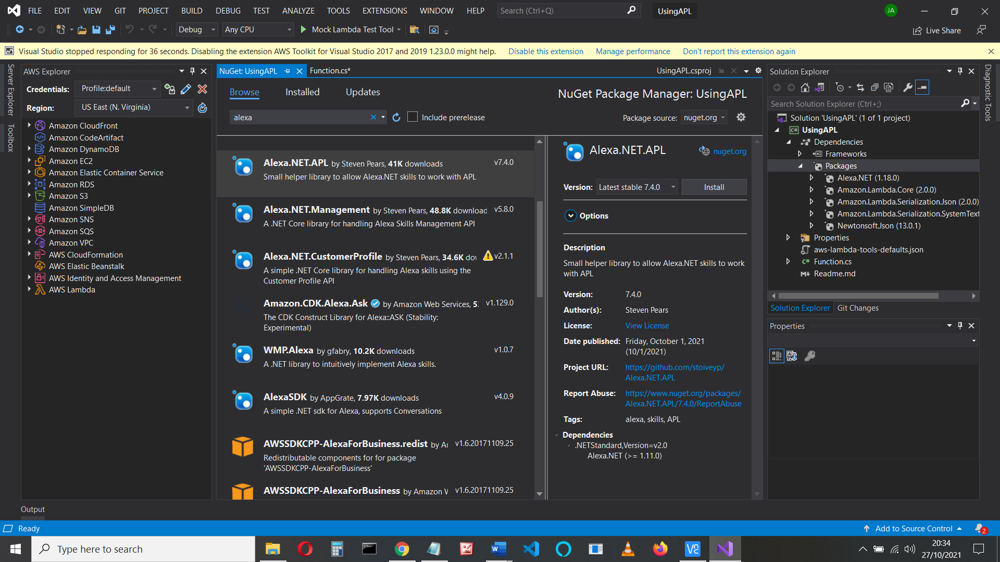 FILE EDIT VIEW GIT PROJECT BUILD DEBUG TEST ANALYZE TOOLS EXTENSIONS WINDOW HELP Search (Ctrl+Q) UsingAPL JA
Debug Any CPU Mock Lambda Test Tool Live Share
Visual Studio stopped responding for 36 seconds. Disabling the extension AWS Toolkit for Visual Studio 2017 and 2019 1.23.0.0 might help. Disable this extension Manage performance Don't report this extension again
Server Explorer
Toolbox
AWS Explorer
Credentials: Profile:default
Region: US East (N. Virginia)
Amazon CloudFront
Amazon CodeArtifact
Amazon DynamoDB
Amazon EC2
Amazon Elastic Container Service
Amazon RDS
Amazon S3
Amazon SimpleDB
Amazon SNS
Amazon SQS
Amazon VPC
AWS CloudFormation
AWS Elastic Beanstalk
AWS Identity and Access Management
AWS Lambda
NuGet: UsingAPL Function.cs* UsingAPL.csproj
Browse Installed Updates NuGet Package Manager: UsingAPL
alexa Include prerelease Package source: nuget.org
Alexa.NET.APL by Steven Pears, 41K downloads v7.4.0
Small helper library to allow Alexa.NET skills to work with APL
Alexa.NET.Management by Steven Pears, 48.8K download v5.8.0
A .NET Core library for handling Alexa Skills Management API
Alexa.NET.CustomerProfile by Steven Pears, 34.6K dov v2.1.1
A simple .NET Core library for handling Alexa skills using the
Customer Profile API
Amazon.CDK.Alexa.Ask by Amazon Web Services, 5 v1.129.0
The CDK Construct Library for Alexa::ASK (Stability:
Experimental)
WMP.Alexa by gfabry, 10.2K downloads v1.0.7
A .NET library to intuitively implement Alexa skills.
AlexaSDK by AppGrate, 7.97K downloads v4.0.9
A simple .NET sdk for Alexa, supports Conversations
AWSSDKCPP-AlexaForBusiness.redist by v1.6.20171109.25
Redistributable components for for package
'AWSSDKCPP-AlexaForBusiness'
AWSSDKCPP-AlexaForBusiness by Amazon v1.6.20171109.25
Alexa.NET.APL nuget.org
Version: Latest stable 7.4.0 Install
Options
Description
Small helper library to allow Alexa.NET skills to work
with APL
Version: 7.4.0
Author(s): Steven Pears
License: View License
Date published: Friday, October 1, 2021
(10/1/2021)
Project URL: https://github.com/stoiveyp/
Alexa.NET.APL
Report Abuse: https://www.nuget.org/packages/
Alexa.NET.APL/7.4.0/ReportAbuse
Tags: alexa, skills, APL
Dependencies
.NETStandard,Version=v2.0
Alexa.NET (>= 1.11.0)
Solution Explorer
Search Solution Explorer (Ctrl+;)
Solution 'UsingAPL' (1 of 1 project)
UsingAPL
Dependencies
Frameworks
Packages
Alexa.NET (1.18.0)
Amazon.Lambda.Core (2.0.0)
Amazon.Lambda.Serialization.Json (2.0.0)
Amazon.Lambda.Serialization.SystemText
Newtonsoft.Json (13.0.1)
Properties
aws-lambda-tools-defaults.json
C# Function.cs
Readme.md
Solution Explorer Git Changes
Properties
Diagnostic Tools
Output
Ready Add to Source Control 2
Type here to search
20:34
27/10/2021